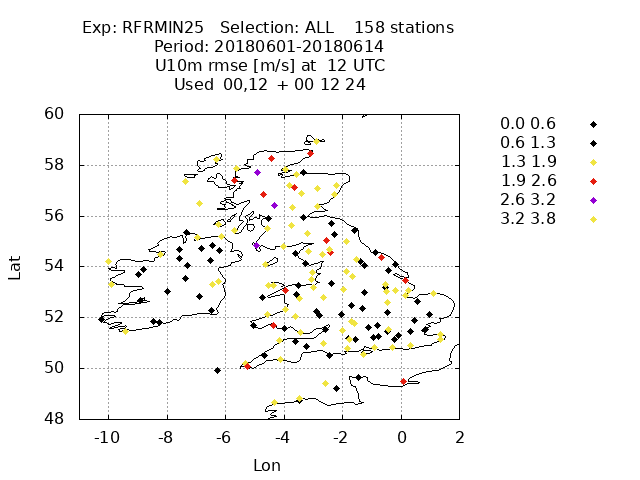 Exp: RFRMIN25 Selection: ALL 158 stations
Period: 20180601-20180614
U10m rmse [m/s] at 12 UTC
Used 00,12 + 00 12 24
60
58
56
54
52
50
48
Lat
-10 -8 -6 -4 -2 0 2
Lon
0.0 0.6
0.6 1.3
1.3 1.9
1.9 2.6
2.6 3.2
3.2 3.8